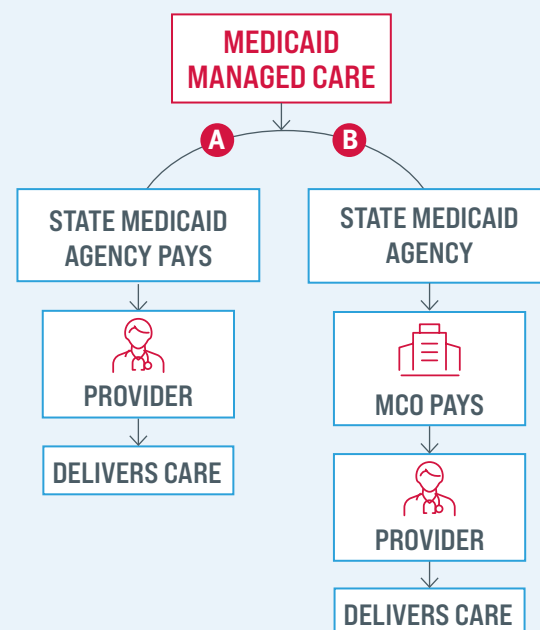 MEDICAID
MANAGED CARE
A
B
STATE MEDICAID
AGENCY PAYS
PROVIDER
DELIVERS CARE
STATE MEDICAID
AGENCY
MCO PAYS
PROVIDER
DELIVERS CARE